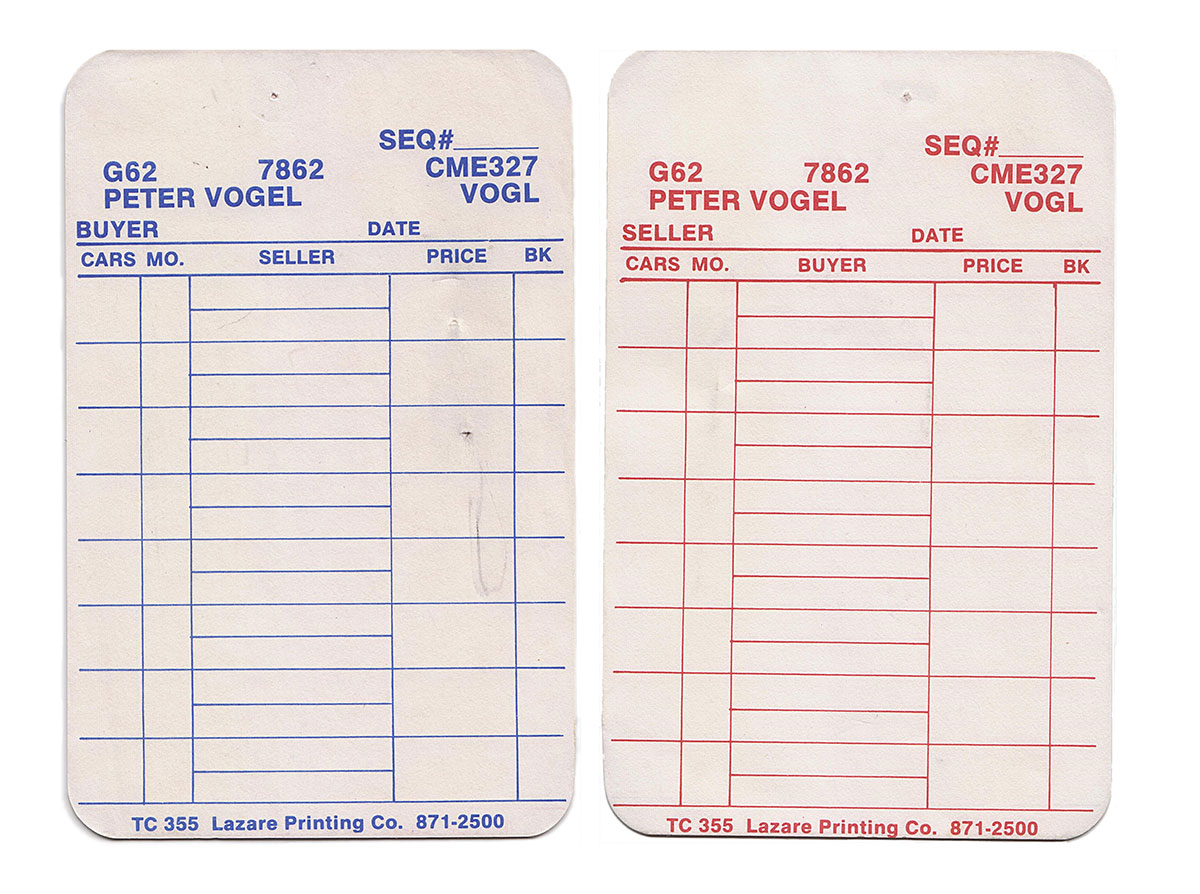 SEQ#______
G62 7862 CME327
PETER VOGEL VOGL
BUYER DATE
CARS MO. SELLER PRICE BK
TC 355 Lazare Printing Co. 871-2500
SEQ#______
G62 7862 CME327
PETER VOGEL VOGL
SELLER DATE
CARS MO. BUYER PRICE BK
TC 355 Lazare Printing Co. 871-2500